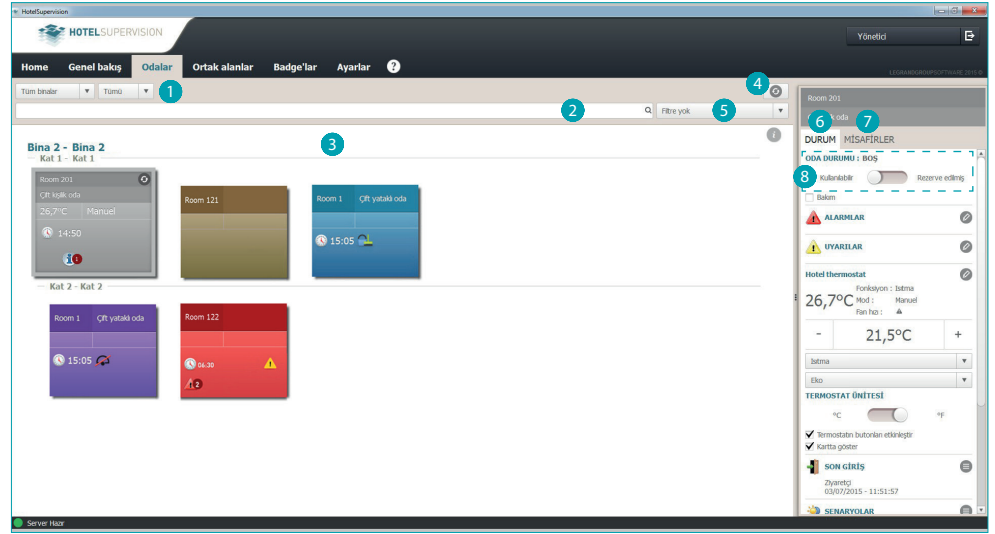 HotelSupervision
HOTELSUPERVISION
Yönetici
Home Genel bakış Odalar Ortak alanlar Badge'lar Ayarlar ?
LEGRANDGROUPSOFTWARE 2015 ©
Tüm binalar Tümü 1
4
2 Filtre yok 5
3
Bina 2 - Bina 2
Kat 1 - Kat 1
Room 201
Çift kişilik oda
26,7°C Manuel
14:50
1
Room 121
Room 1 Çift yataklı oda
15:05
Kat 2 - Kat 2
Room 1 Çift yataklı oda
15:05
Room 122
06:30
2
Room 201
oda
6 7
DURUM MİSAFİRLER
ODA DURUMU : BOŞ
8 Kullanılabilir Rezerve edilmiş
Bakım
ALARMLAR
UYARILAR
Hotel thermostat
Fonksiyon : Isıtma
26,7°C Mod : Manuel
Fan hızı : A
- 21,5°C +
Isıtma
Eko
TERMOSTAT ÜNİTESİ
°C °F
Termostatın butonları etkinleştir
Kartta göster
SON GİRİŞ
Ziyaretçi
03/07/2015 - 11:51:57
SENARYOLAR
Server Hazır